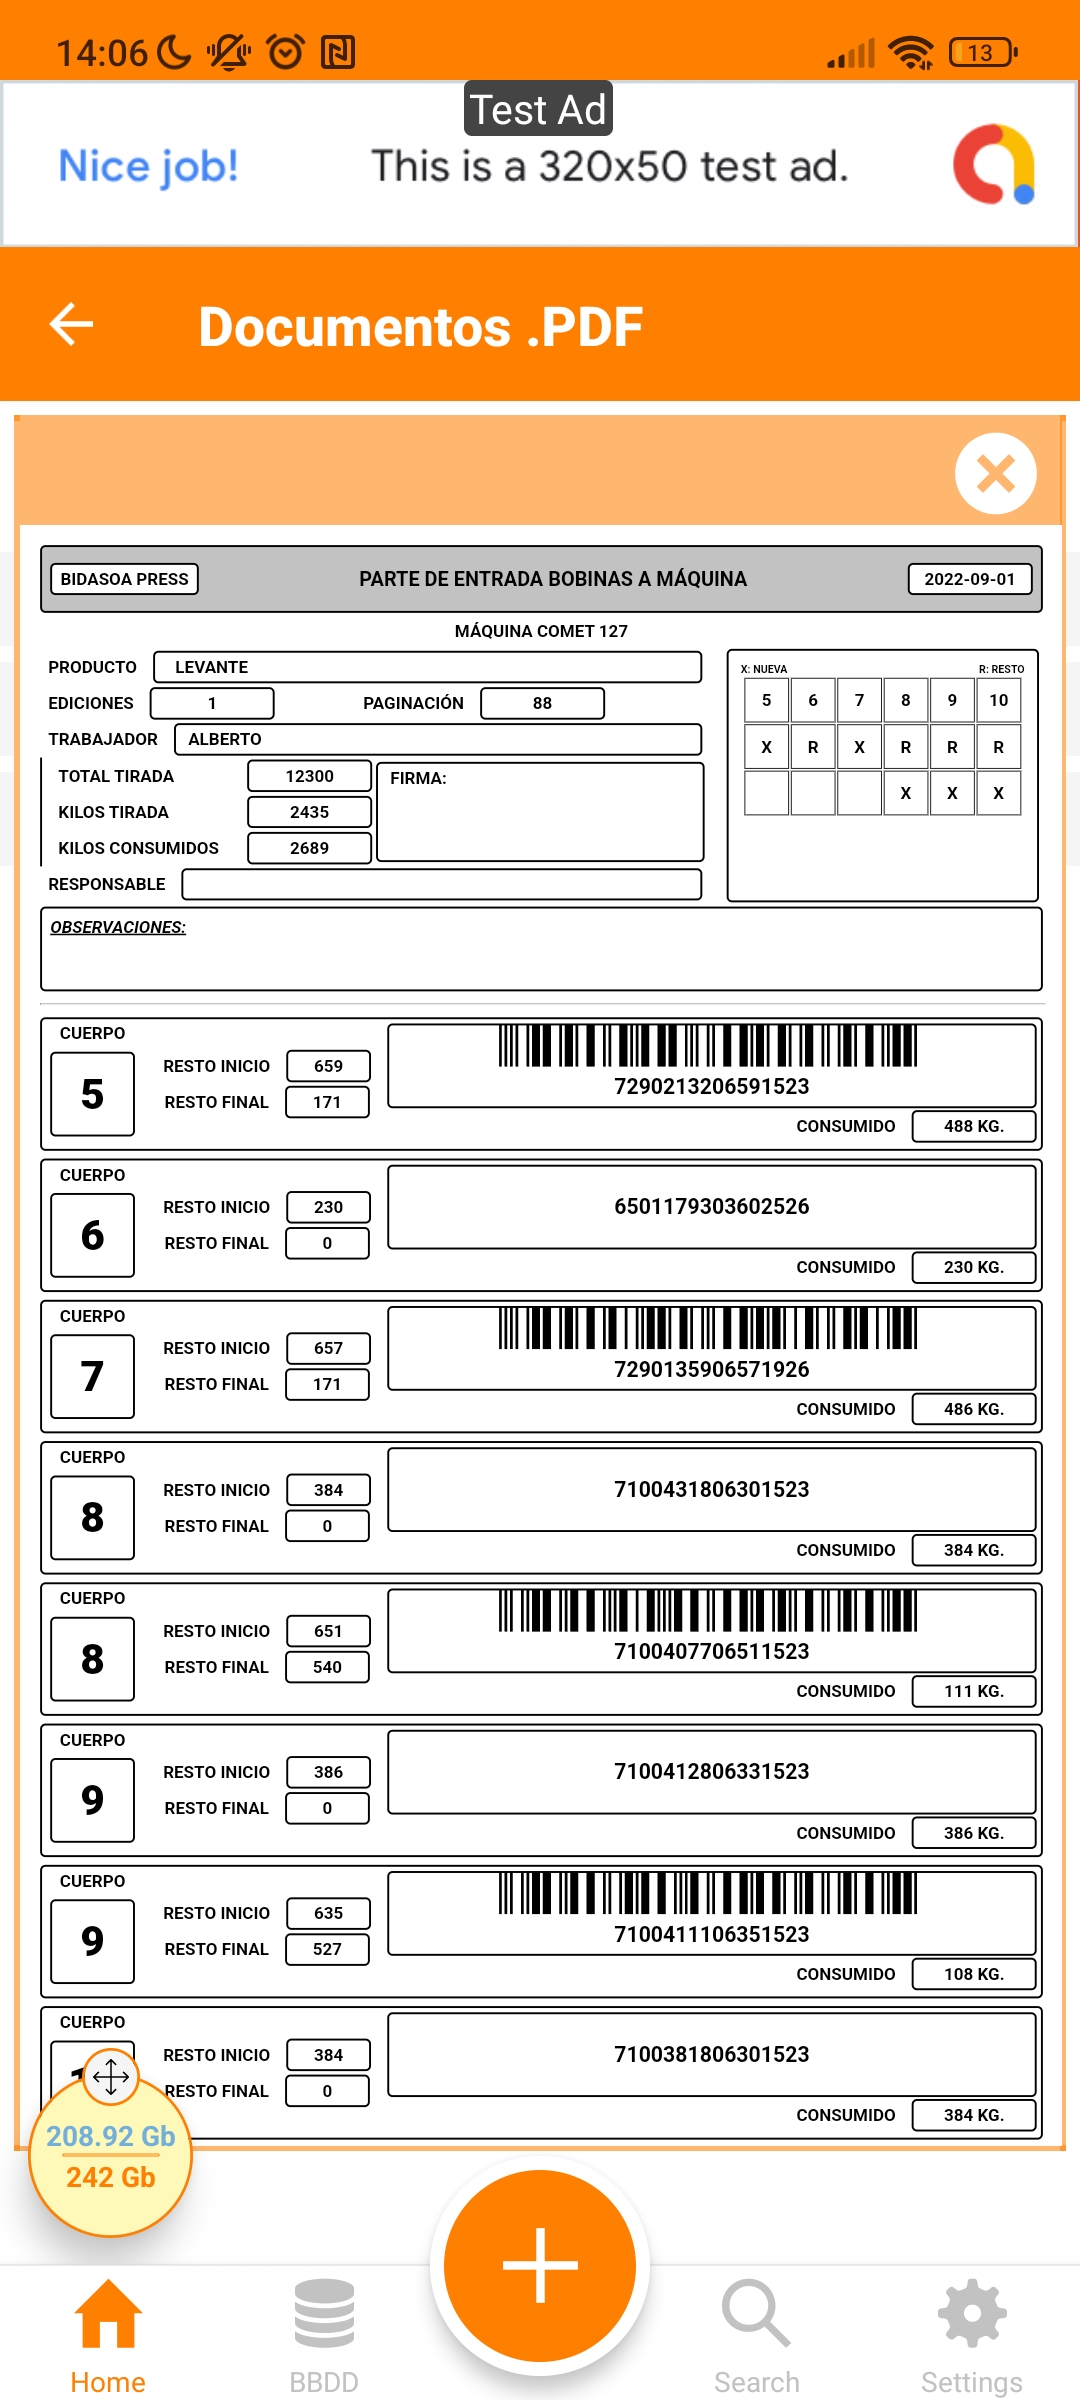 14:06
13
Test Ad
Nice job!
This is a 320x50 test ad.
Documentos .PDF
BIDASOA PRESS
PARTE DE ENTRADA BOBINAS A MÁQUINA
2022-09-01
MÁQUINA COMET 127
PRODUCTO LEVANTE
EDICIONES 1 PAGINACIÓN 88
TRABAJADOR ALBERTO
TOTAL TIRADA 12300
KILOS TIRADA 2435
KILOS CONSUMIDOS 2689
FIRMA:
RESPONSABLE
X: NUEVA R: RESTO
5 6 7 8 9 10
X R X R R R
X X X
OBSERVACIONES:
CUERPO
5
RESTO INICIO 659
RESTO FINAL 171
7290213206591523
CONSUMIDO 488 KG.
CUERPO
6
RESTO INICIO 230
RESTO FINAL 0
6501179303602526
CONSUMIDO 230 KG.
CUERPO
7
RESTO INICIO 657
RESTO FINAL 171
7290135906571926
CONSUMIDO 486 KG.
CUERPO
8
RESTO INICIO 384
RESTO FINAL 0
7100431806301523
CONSUMIDO 384 KG.
CUERPO
8
RESTO INICIO 651
RESTO FINAL 540
7100407706511523
CONSUMIDO 111 KG.
CUERPO
9
RESTO INICIO 386
RESTO FINAL 0
7100412806331523
CONSUMIDO 386 KG.
CUERPO
9
RESTO INICIO 635
RESTO FINAL 527
7100411106351523
CONSUMIDO 108 KG.
CUERPO
RESTO INICIO 384
RESTO FINAL 0
7100381806301523
CONSUMIDO 384 KG.
208.92 Gb
242 Gb
Home
BBDD
Search
Settings